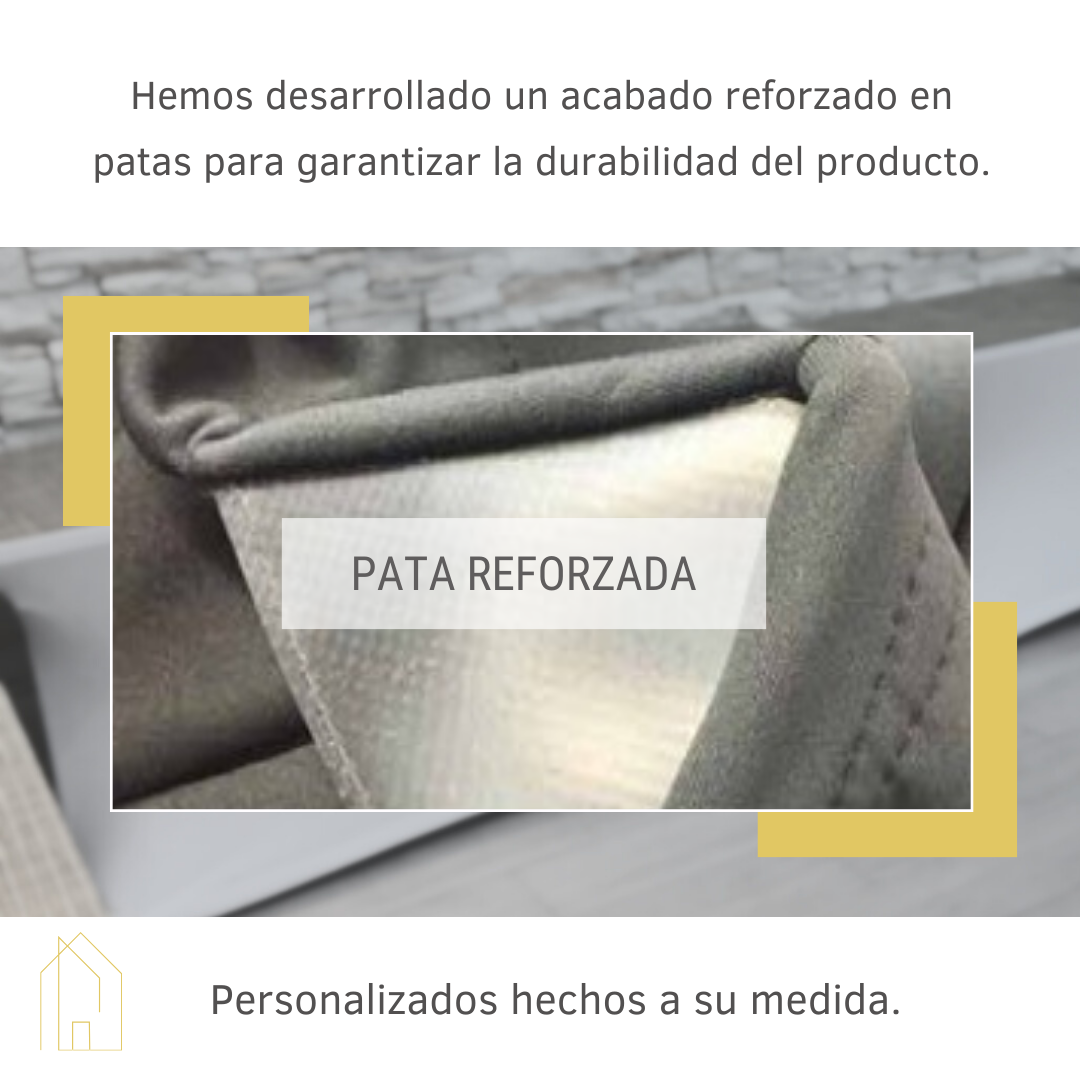 Hemos desarrollado un acabado reforzado en
patas para garantizar la durabilidad del producto.
PATA REFORZADA
Personalizados hechos a su medida.